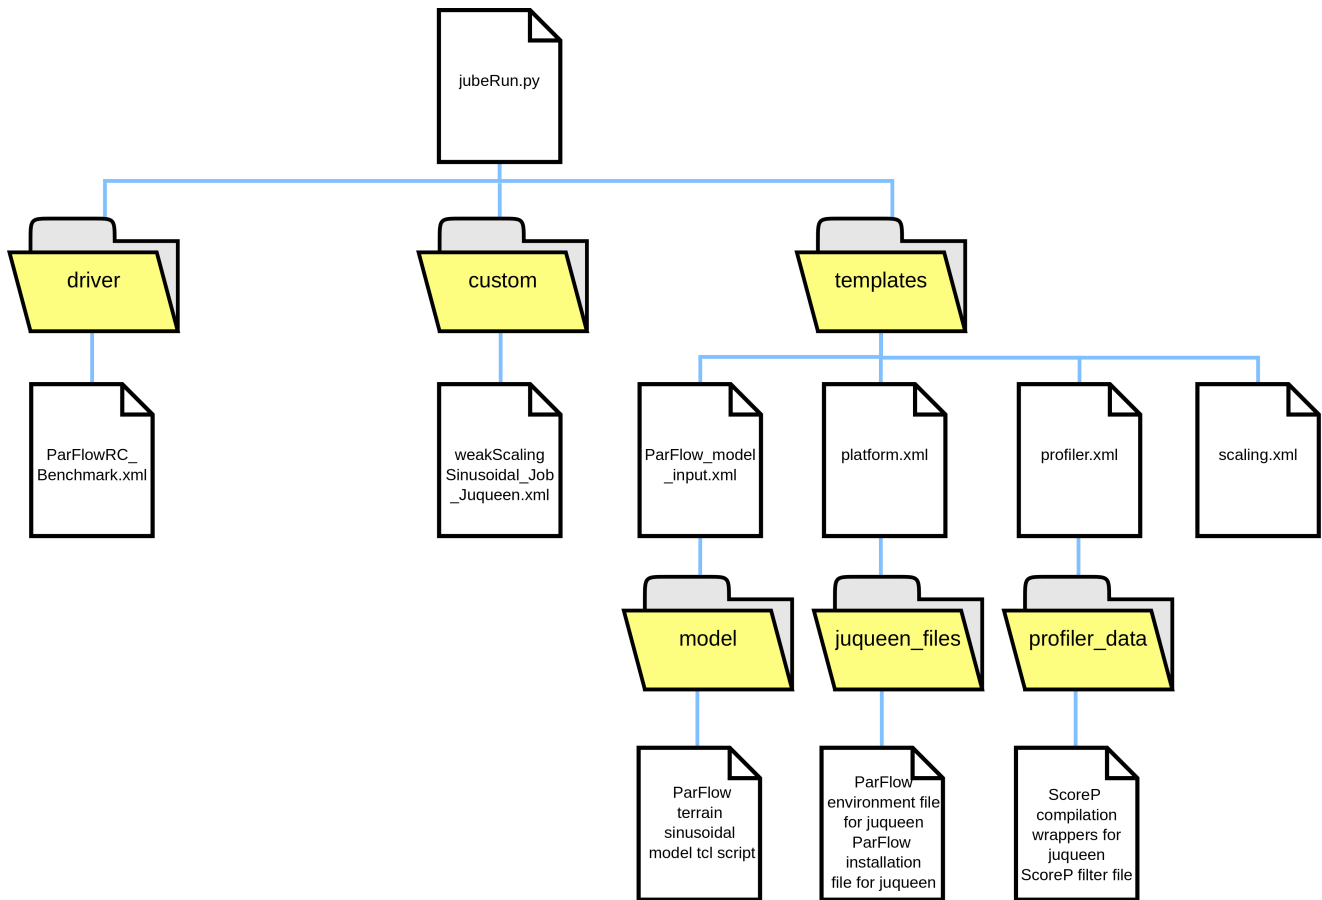 jubeRun.py
driver
custom
templates
ParFlowRC_
Benchmark.xml
weakScaling
Sinusoidal_Job
_Juqueen.xml
ParFlow_model
_input.xml
platform.xml
profiler.xml
scaling.xml
model
juqueen_files
profiler_data
ParFlow
terrain
sinusoidal
model tcl script
ParFlow
environment file
for juqueen
ParFlow
installation
file for juqueen
ScoreP
compilation
wrappers for
juqueen
ScoreP filter file